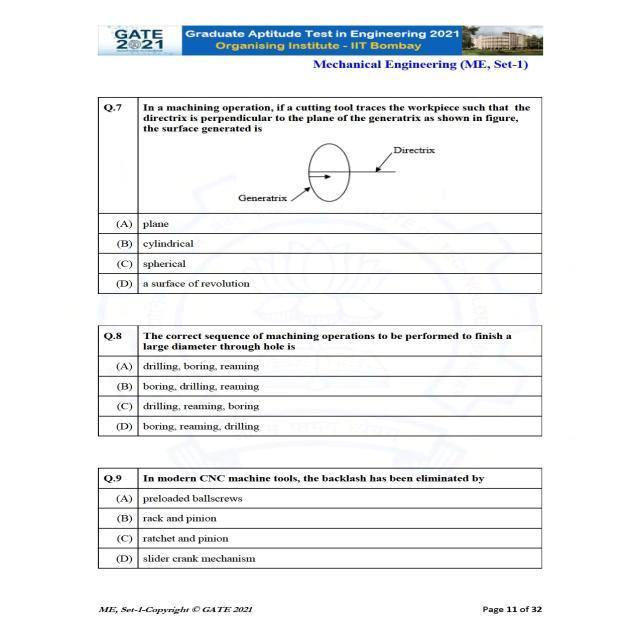 GATE
2021
Graduate Aptitude Test in Engineering 2021
Organising Institute - IIT Bombay
Mechanical Engineering (ME, Set-1)
Q.7 In a machining operation, if a cutting tool traces the workpiece such that the
directrix is perpendicular to the plane of the generatrix as shown in figure,
the surface generated is
Directrix
Generatrix
(A) plane
(B) cylindrical
(C) spherical
(D) a surface of revolution
Q.8 The correct sequence of machining operations to be performed to finish a
large diameter through hole is
(A) drilling, boring, reaming
(B) boring, drilling, reaming
(C) drilling, reaming, boring
(D) boring, reaming, drilling
Q.9 In modern CNC machine tools, the backlash has been eliminated by
(A) preloaded ballscrews
(B) rack and pinion
(C) ratchet and pinion
(D) slider crank mechanism
ME, Set-1-Copyright © GATE 2021 Page 11 of 32